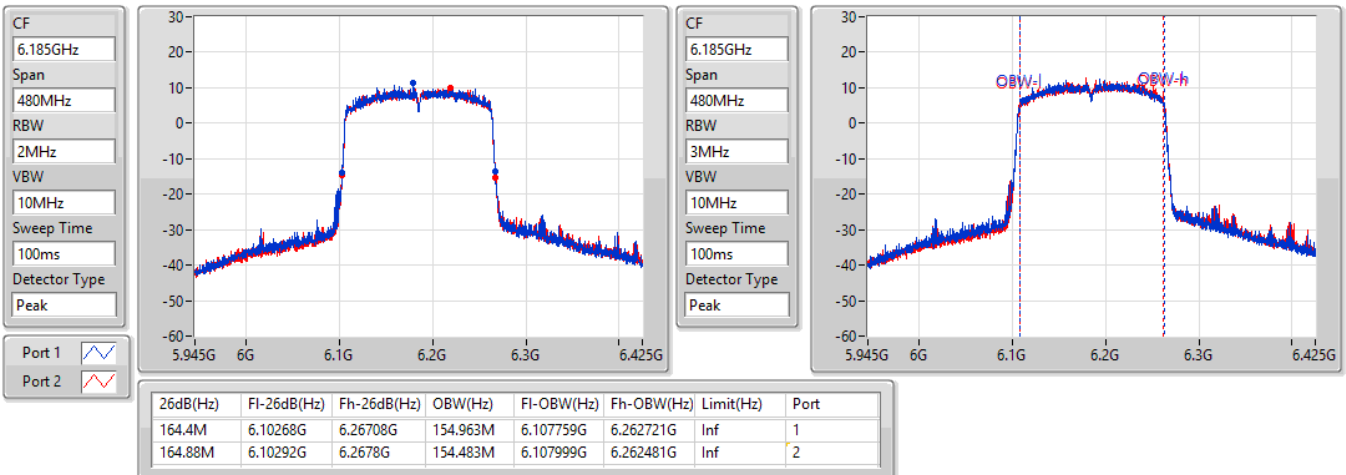 CF
6.185GHz
Span
480MHz
RBW
2MHz
VBW
10MHz
Sweep Time
100ms
Detector Type
Peak
30
20
10
0
-10
-20
-30
-40
-50
-60
5.945G 6G 6.1G 6.2G 6.3G 6.425G
CF
6.185GHz
Span
480MHz
RBW
3MHz
VBW
10MHz
Sweep Time
100ms
Detector Type
Peak
30
20
10
0
-10
-20
-30
-40
-50
-60
OBW-l OBW-h
5.945G 6G 6.1G 6.2G 6.3G 6.425G
Port 1
Port 2
26dB(Hz) Fl-26dB(Hz) Fh-26dB(Hz) OBW(Hz) Fl-OBW(Hz) Fh-OBW(Hz) Limit(Hz) Port
164.4M 6.10268G 6.26708G 154.963M 6.107759G 6.262721G Inf 1
164.88M 6.10292G 6.2678G 154.483M 6.107999G 6.262481G Inf 2